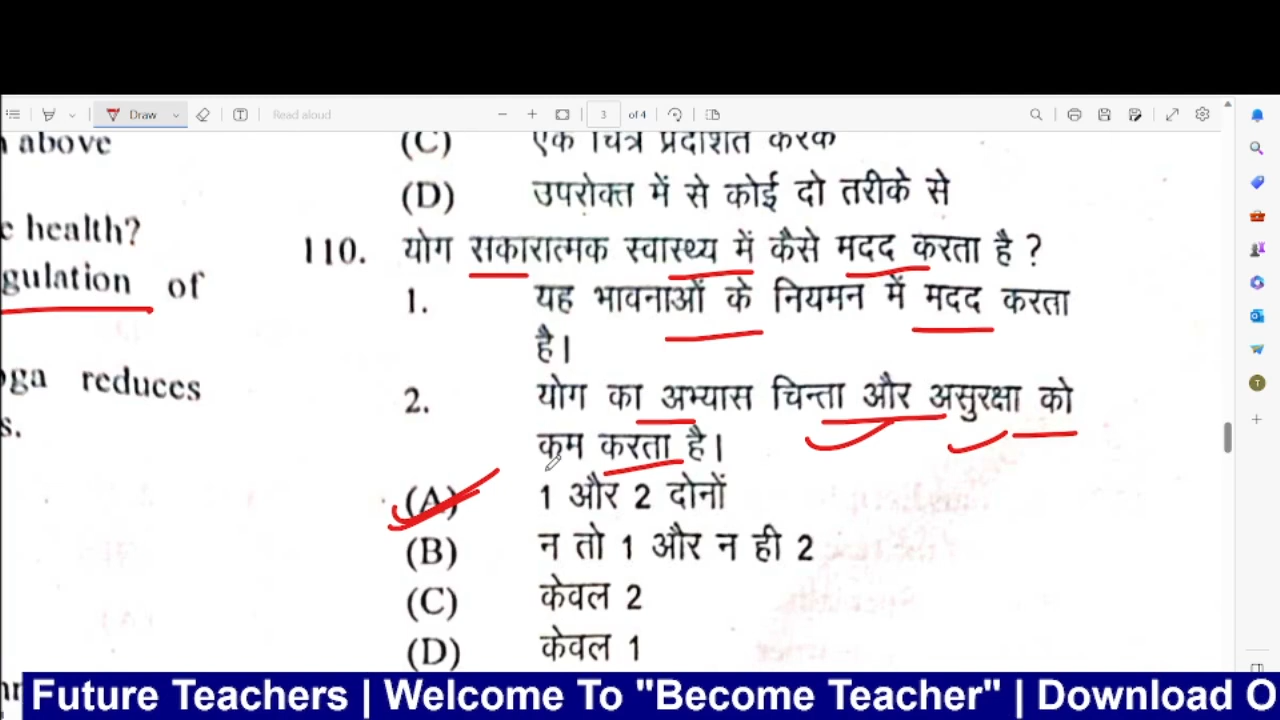 Draw
Read aloud
3 of 4
above
(C) एक चित्र प्रदर्शित करके
(D) उपरोक्त में से कोई दो तरीके से
health?
110. योग सकारात्मक स्वास्थ्य में कैसे मदद करता है ?
of
1. यह भावनाओं के नियमन में मदद करता
है।
reduces
2. योग का अभ्यास चिन्ता और असुरक्षा को
कम करता है।
(A) 1 और 2 दोनों
(B) न तो 1 और न ही 2
(C) केवल 2
(D) केवल 1
Future Teachers | Welcome To "Become Teacher" | Download O